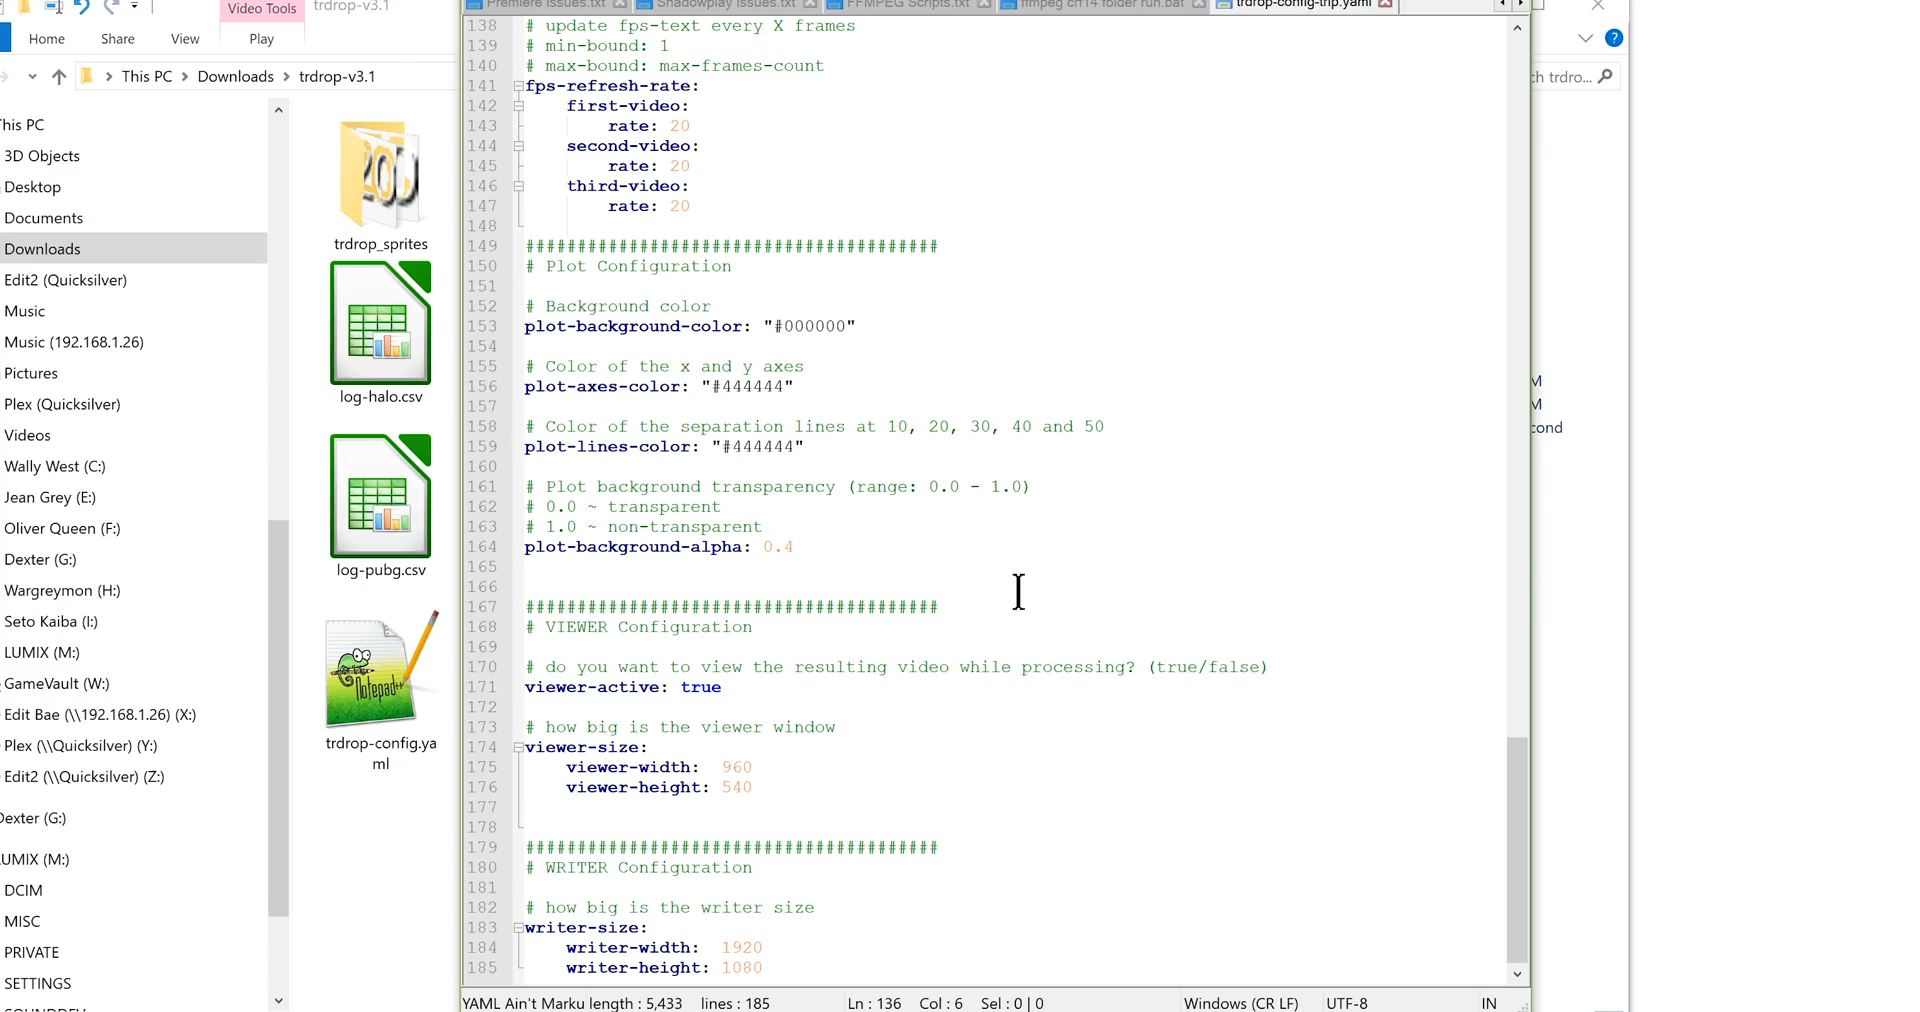 Video Tools
trdrop-v3.1
Home
Share
View
Play
This PC
Downloads
trdrop-v3.1
This PC
3D Objects
Desktop
Documents
Downloads
Edit2 (Quicksilver)
Music
Music (192.168.1.26)
Pictures
Plex (Quicksilver)
Videos
Wally West (C:)
Jean Grey (E:)
Oliver Queen (F:)
Dexter (G:)
Wargreymon (H:)
Seto Kaiba (I:)
LUMIX (M:)
GameVault (W:)
Edit Bae (\\192.168.1.26) (X:)
Plex (\\Quicksilver) (Y:)
Edit2 (\\Quicksilver) (Z:)
Dexter (G:)
LUMIX (M:)
DCIM
MISC
PRIVATE
SETTINGS
trdrop_sprites
log-halo.csv
log-pubg.csv
Notepad++
trdrop-config.ya
ml
Premiere Issues.txt
Shadowplay Issues.txt
FFMPEG Scripts.txt
ffmpeg crf14 folder run.bat
trdrop-config-trip.yaml
138 # update fps-text every X frames
139 # min-bound: 1
140 # max-bound: max-frames-count
141 fps-refresh-rate:
142 first-video:
143 rate: 20
144 second-video:
145 rate: 20
146 third-video:
147 rate: 20
148
149 ########################################
150 # Plot Configuration
151
152 # Background color
153 plot-background-color: "#000000"
154
155 # Color of the x and y axes
156 plot-axes-color: "#444444"
157
158 # Color of the separation lines at 10, 20, 30, 40 and 50
159 plot-lines-color: "#444444"
160
161 # Plot background transparency (range: 0.0 - 1.0)
162 # 0.0 ~ transparent
163 # 1.0 ~ non-transparent
164 plot-background-alpha: 0.4
165
166
167 ########################################
168 # VIEWER Configuration
169
170 # do you want to view the resulting video while processing? (true/false)
171 viewer-active: true
172
173 # how big is the viewer window
174 viewer-size:
175 viewer-width: 960
176 viewer-height: 540
177
178
179 ########################################
180 # WRITER Configuration
181
182 # how big is the writer size
183 writer-size:
184 writer-width: 1920
185 writer-height: 1080
YAML Ain't Marku length : 5,433 lines : 185 Ln : 136 Col : 6 Sel : 0 | 0 Windows (CR LF) UTF-8 IN
?
ch trdro...
M
M
cond